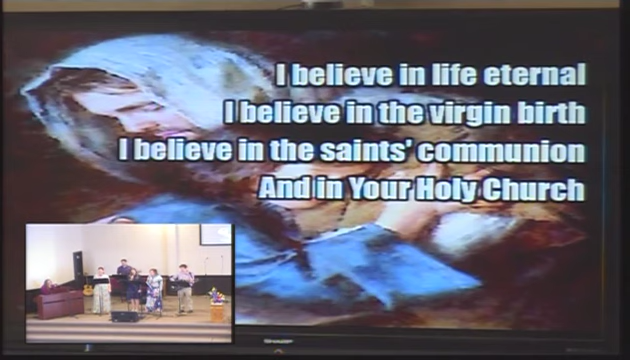 I believe in life eternal
I believe in the virgin birth
I believe in the saints' communion
And in Your Holy Church